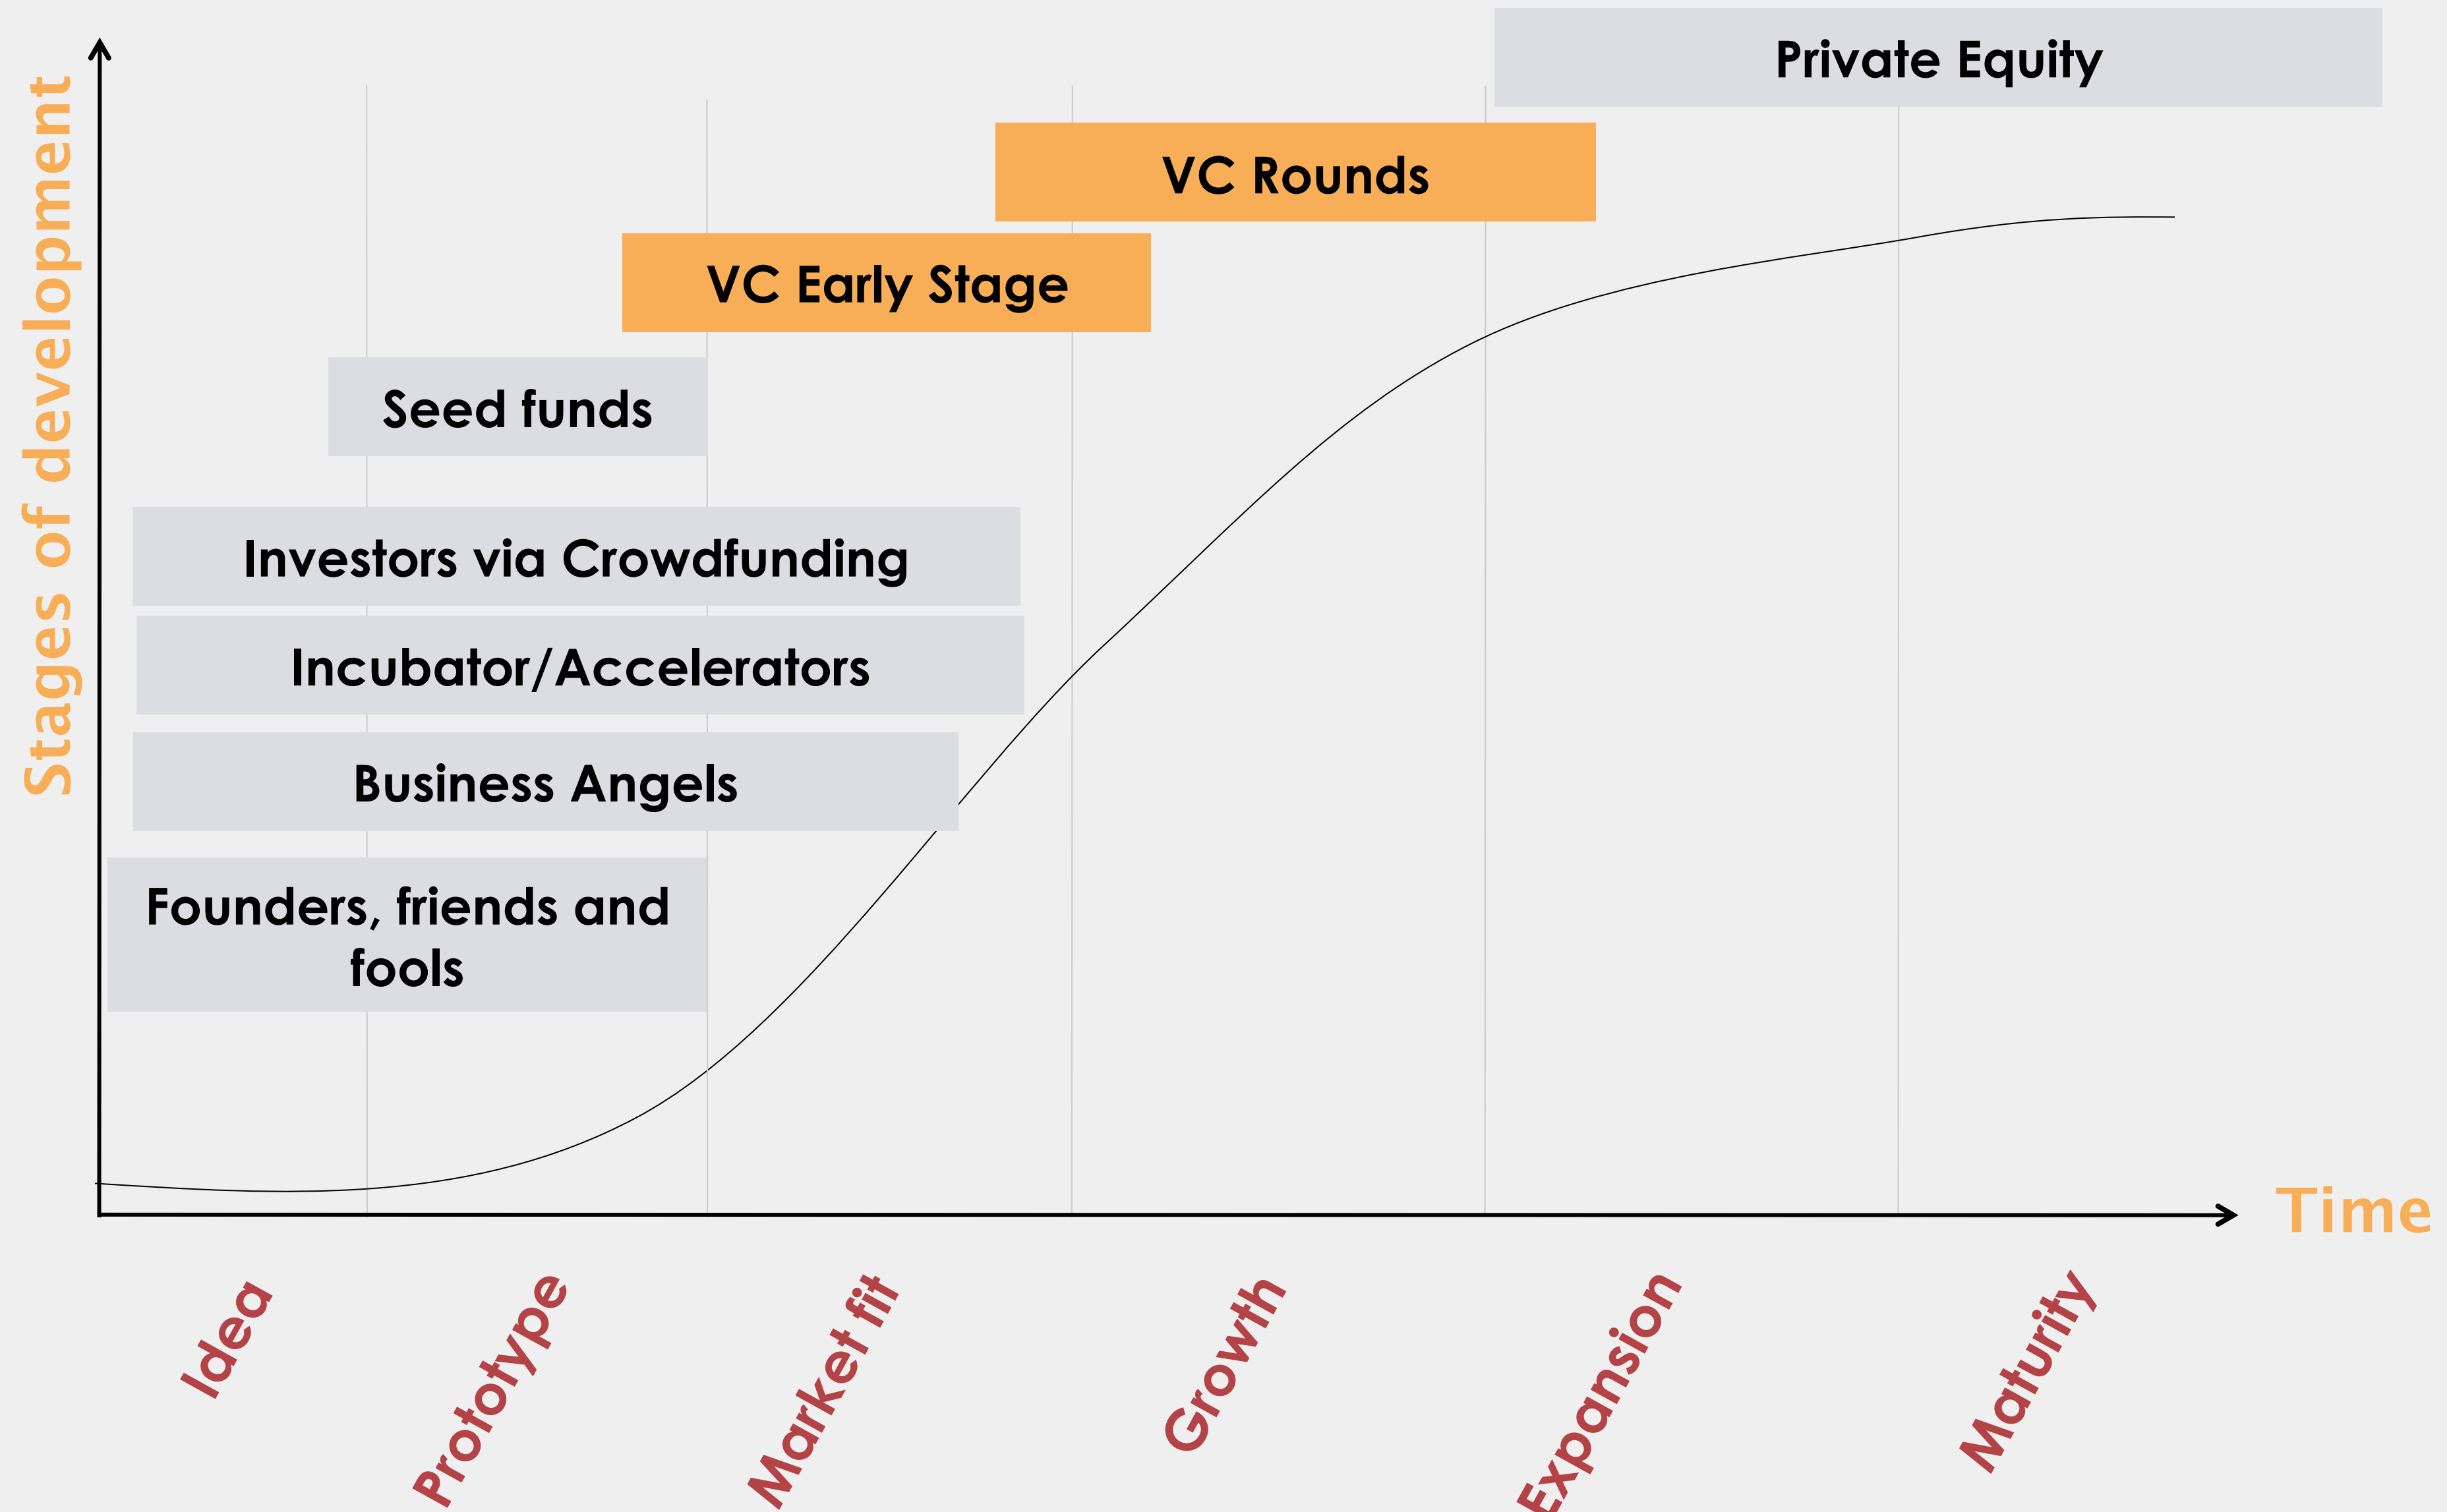 Private Equity
VC Rounds
VC Early Stage
Seed funds
Investors via Crowdfunding
Incubator/Accelerators
Business Angels
Founders, friends and
fools
Stages of development
Time
Idea
Prototype
Market fit
Growth
Expansion
Maturity